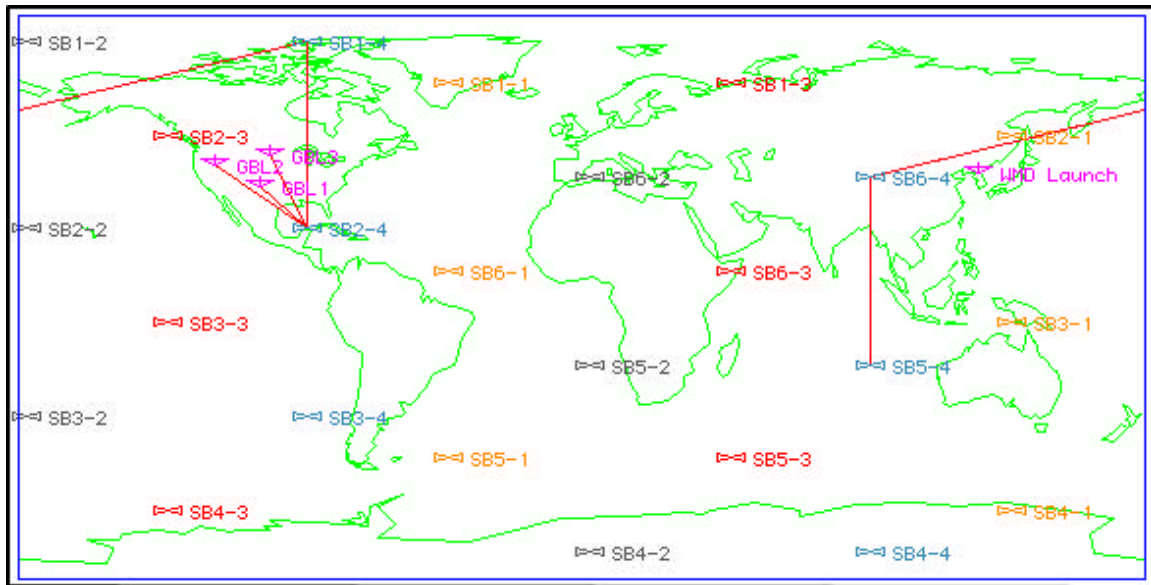 SB1-2
SB1-4
SB1-1
SB1-3
SB2-3
SB2-1
GBL3
GBL2
GBL_1
SB6-2
SB6-4
WMD Launch
SB2-2
SB2-4
SB6-1
SB6-3
SB3-3
SB3-1
SB5-2
SB5-4
SB3-2
SB3-4
SB5-1
SB5-3
SB4-3
SB4-1
SB4-2
SB4-4